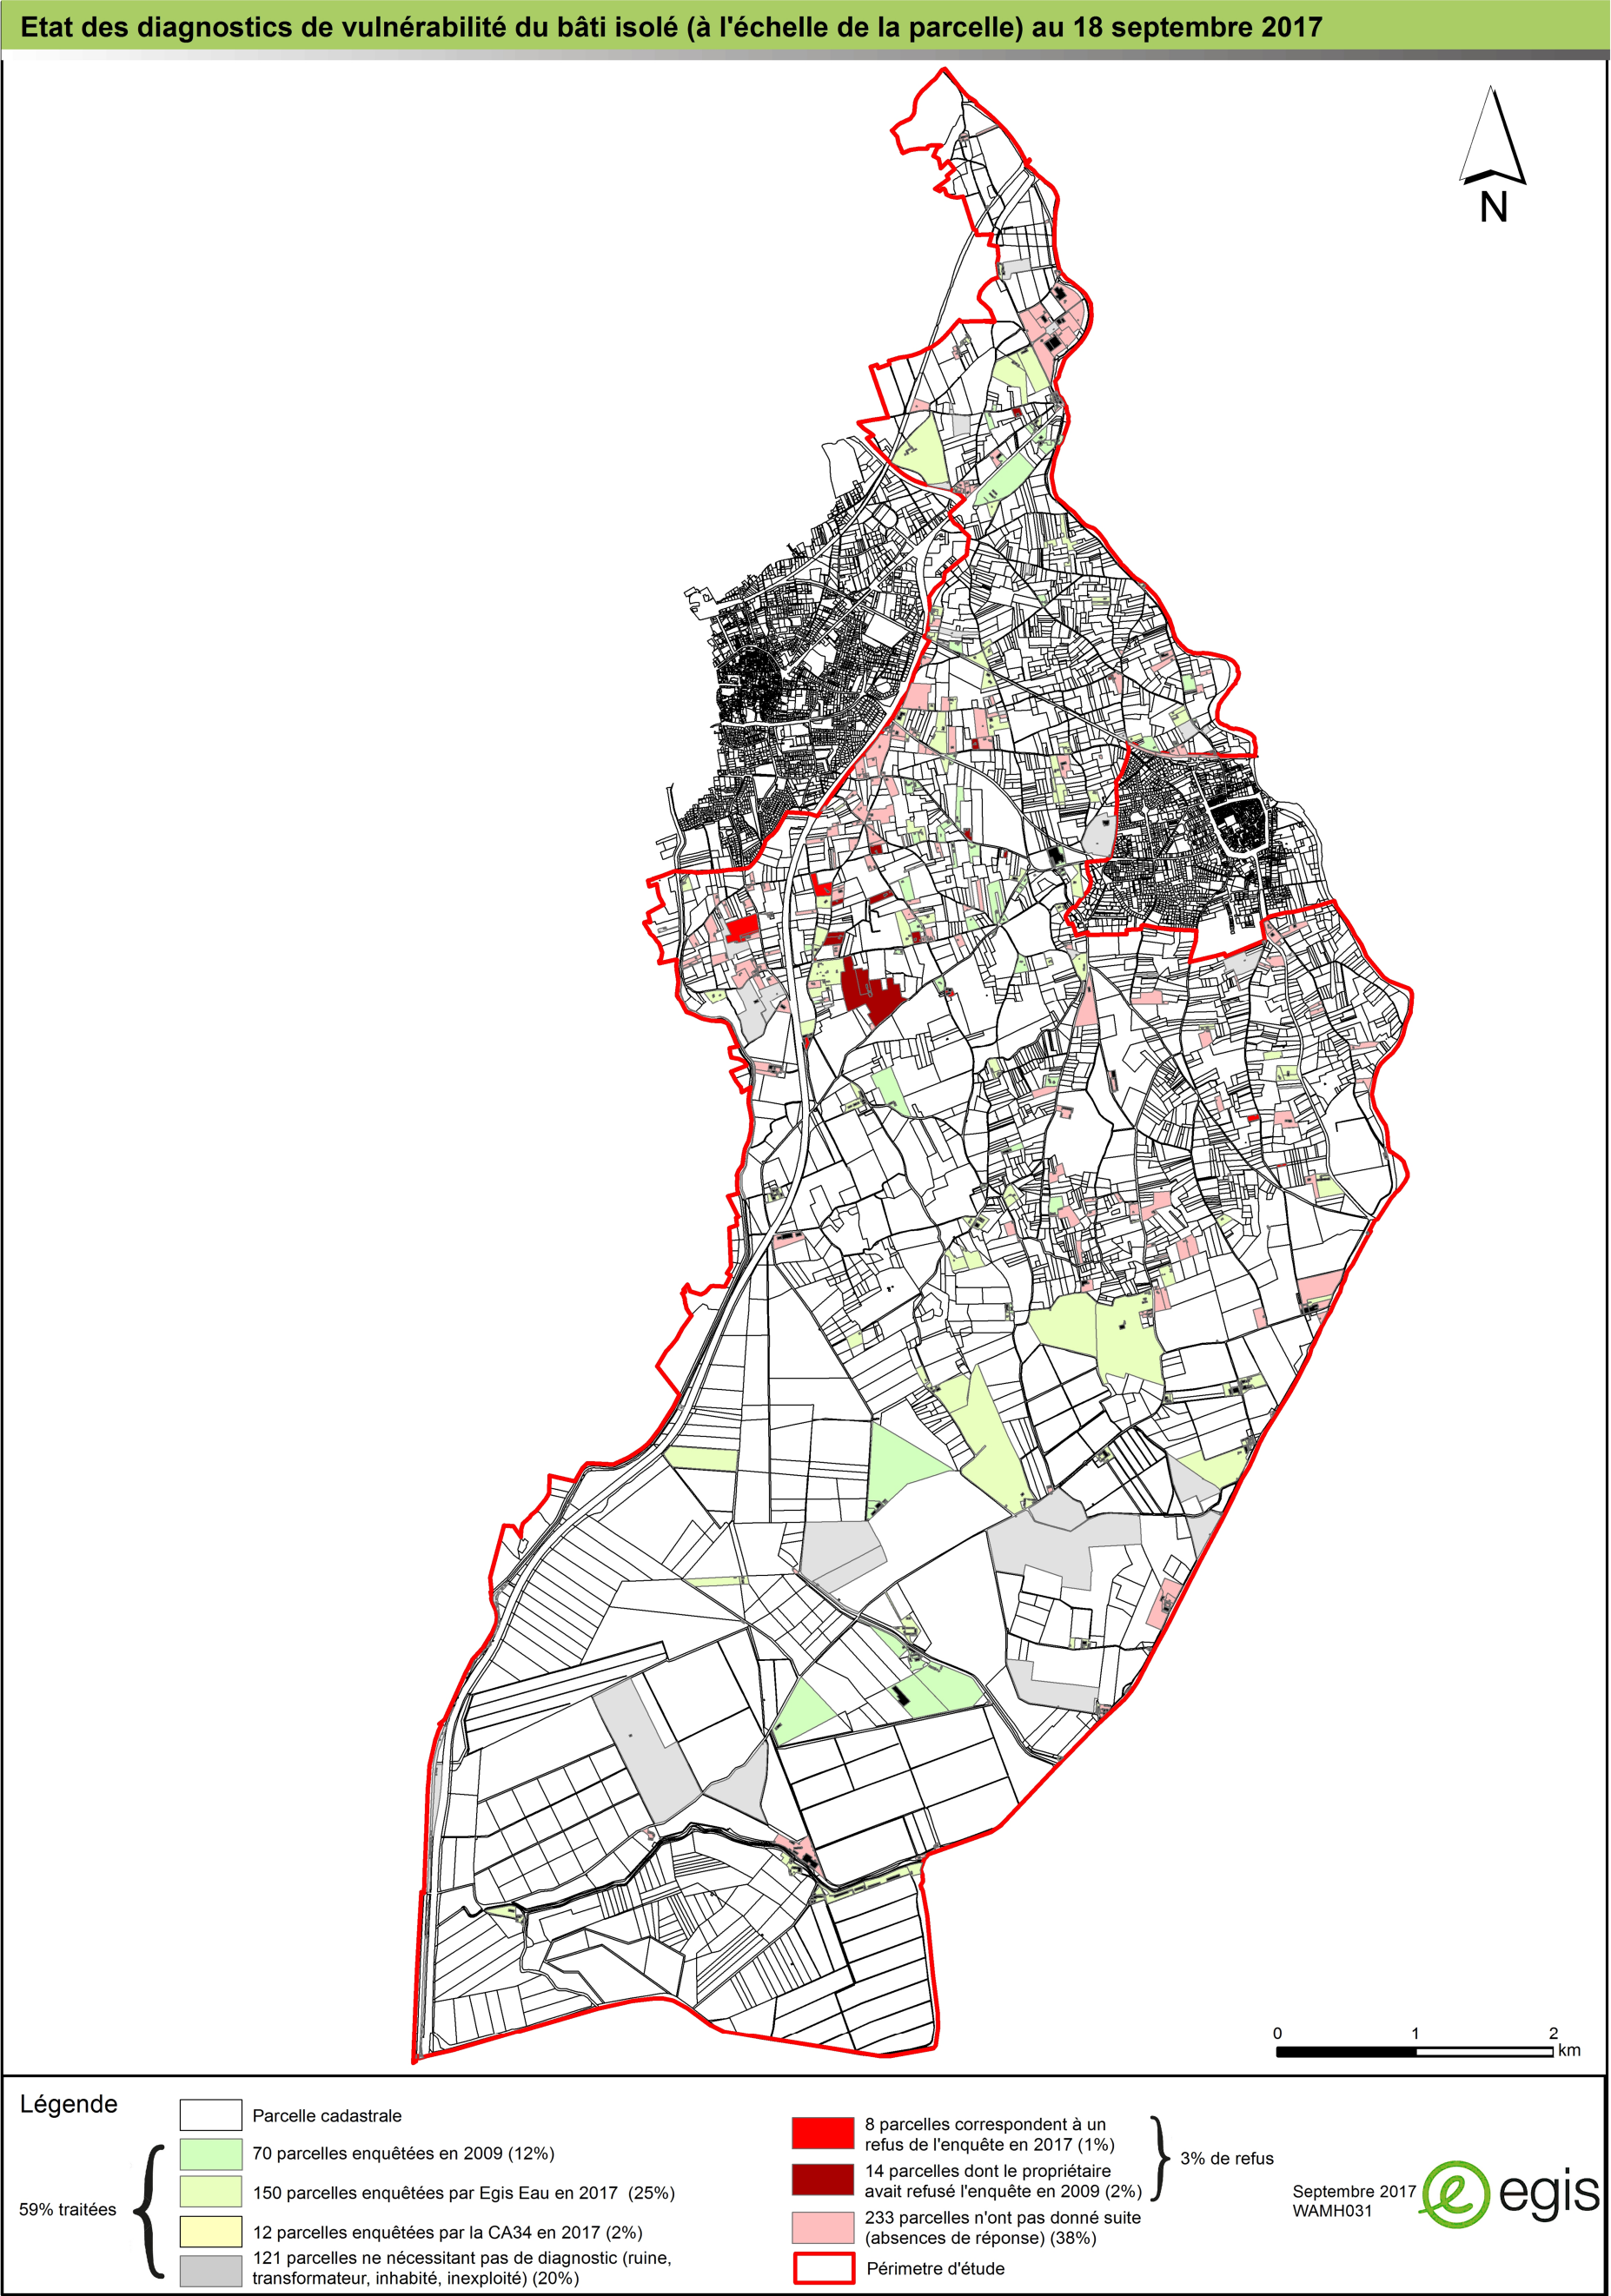 Etat des diagnostics de vulnérabilité du bâti isolé (à l'échelle de la parcelle) au 18 septembre 2017
N
0 1 2
km
Légende
Parcelle cadastrale
59% traitées
70 parcelles enquêtées en 2009 (12%)
150 parcelles enquêtées par Egis Eau en 2017 (25%)
12 parcelles enquêtées par la CA34 en 2017 (2%)
121 parcelles ne nécessitant pas de diagnostic (ruine,
transformateur, inhabité, inexploité) (20%)
8 parcelles correspondent à un
refus de l'enquête en 2017 (1%)
14 parcelles dont le propriétaire
avait refusé l'enquête en 2009 (2%)
3% de refus
233 parcelles n'ont pas donné suite
(absences de réponse) (38%)
Périmetre d'étude
Septembre 2017
WAMH031
egis